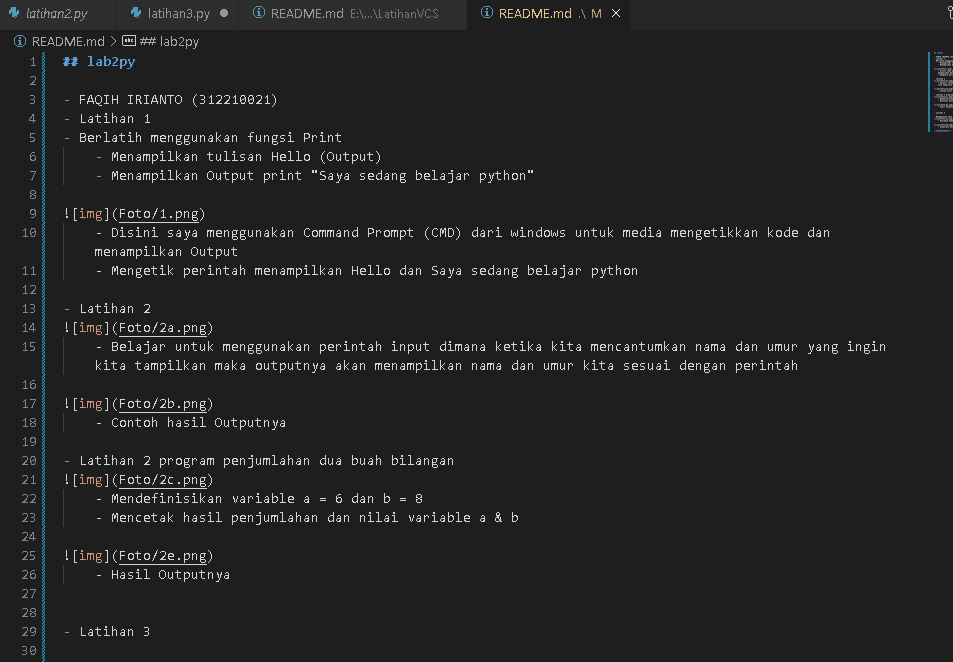 latihan2.py latihan3.py README.md E:\...\LatihanVCS README.md .\ M
README.md > ## lab2py
1 ## lab2py
2
3 - FAQIH IRIANTO (312210021)
4 - Latihan 1
5 - Berlatih menggunakan fungsi Print
6 - Menampilkan tulisan Hello (Output)
7 - Menampilkan Output print "Saya sedang belajar python"
8
9 ![img](Foto/1.png)
10 - Disini saya menggunakan Command Prompt (CMD) dari windows untuk media mengetikkan kode dan
menampilkan Output
11 - Mengetik perintah menampilkan Hello dan Saya sedang belajar python
12
13 - Latihan 2
14 ![img](Foto/2a.png)
15 - Belajar untuk menggunakan perintah input dimana ketika kita mencantumkan nama dan umur yang ingin
kita tampilkan maka outputnya akan menampilkan nama dan umur kita sesuai dengan perintah
16
17 ![img](Foto/2b.png)
18 - Contoh hasil Outputnya
19
20 - Latihan 2 program penjumlahan dua buah bilangan
21 ![img](Foto/2c.png)
22 - Mendefinisikan variable a = 6 dan b = 8
23 - Mencetak hasil penjumlahan dan nilai variable a & b
24
25 ![img](Foto/2e.png)
26 - Hasil Outputnya
27
28
29 - Latihan 3
30